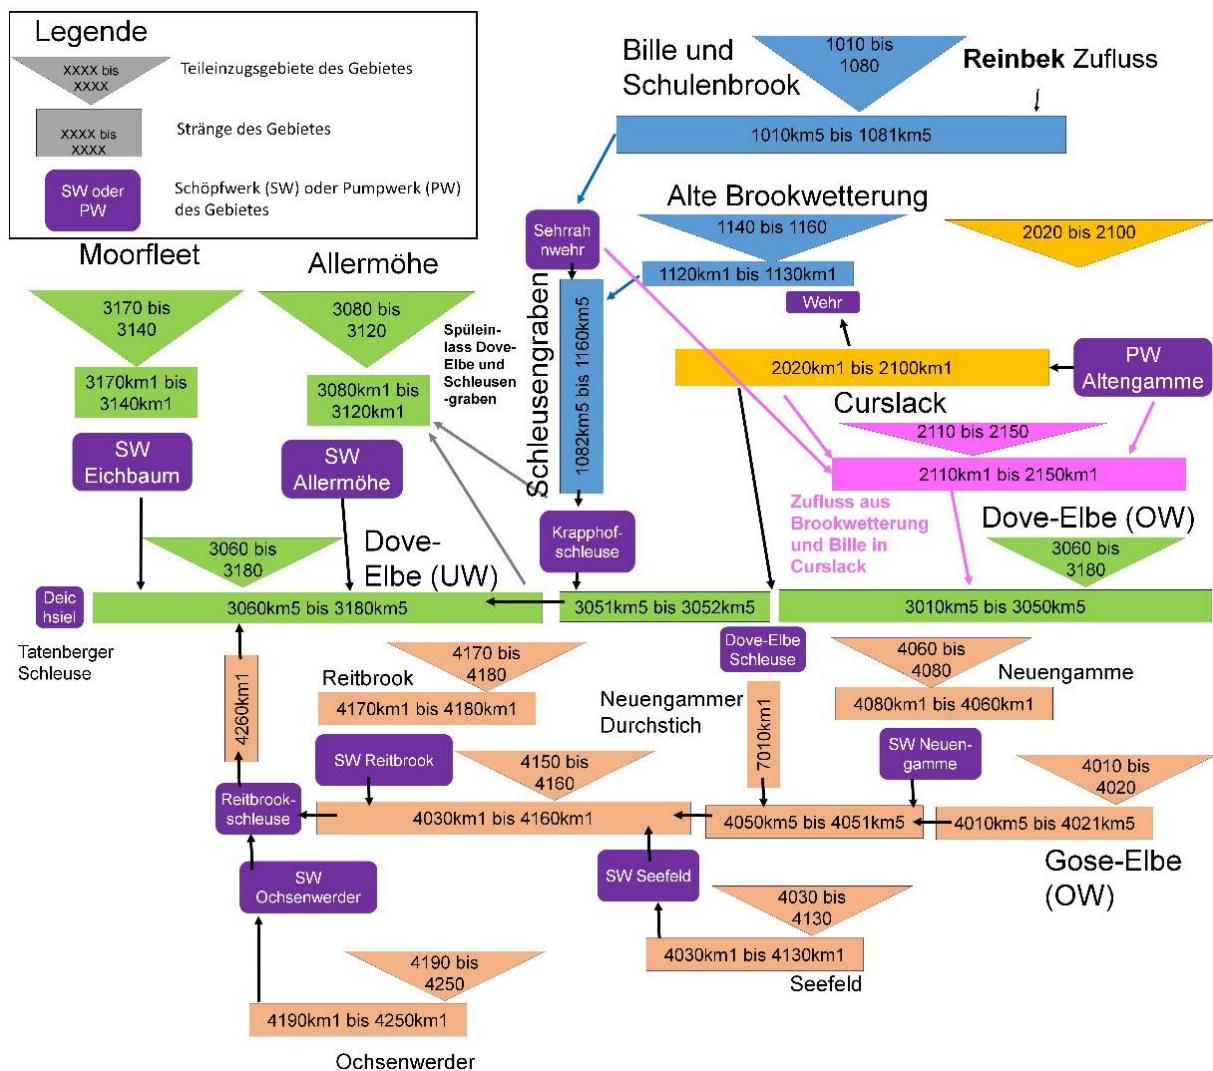 Legende
XXXX bis
XXXX
Teileinzugsgebiete des Gebietes
XXXX bis
XXXX
Stränge des Gebietes
SW oder
PW
Schöpfwerk (SW) oder Pumpwerk (PW)
des Gebietes
Bille und
Schulenbrook
1010 bis
1080
Reinbek Zufluss
1010km5 bis 1081km5
Alte Brookwetterung
Sehrrah
nwehr
1140 bis 1160
2020 bis 2100
1120km1 bis 1130km1
Wehr
Moorfleet
Allermöhe
3170 bis
3140
3080 bis
3120
Spülein-
lass Dove-
Elbe und
Schleusen
-graben
Schleusengraben
1082km5 bis 1160km5
3170km1 bis
3140km1
3080km1 bis
3120km1
2020km1 bis 2100km1
PW
Altengamme
Curslack
2110 bis 2150
2110km1 bis 2150km1
SW
Eichbaum
SW
Allermöhe
Zufluss aus
Brookwetterung
und Bille in
Curslack
Dove-Elbe (OW)
3060 bis
3180
Krapphof-
schleuse
Dove-
Elbe (UW)
3060 bis
3180
Deic
hsiel
3060km5 bis 3180km5
3051km5 bis 3052km5
3010km5 bis 3050km5
Tatenberger
Schleuse
Dove-Elbe
Schleuse
4170 bis
4180
Reitbrook
4170km1 bis 4180km1
4260km1
Neuengammer
Durchstich
7010km1
4060 bis
4080
Neuengamme
4080km1 bis 4060km1
SW Reitbrook
4150 bis
4160
SW Neuen-
gamme
4010 bis
4020
Reitbrook-
schleuse
4030km1 bis 4160km1
4050km5 bis 4051km5
4010km5 bis 4021km5
Gose-Elbe
(OW)
SW
Ochsenwerder
SW Seefeld
4030 bis
4130
4030km1 bis 4130km1
Seefeld
4190 bis
4250
4190km1 bis 4250km1
Ochsenwerder